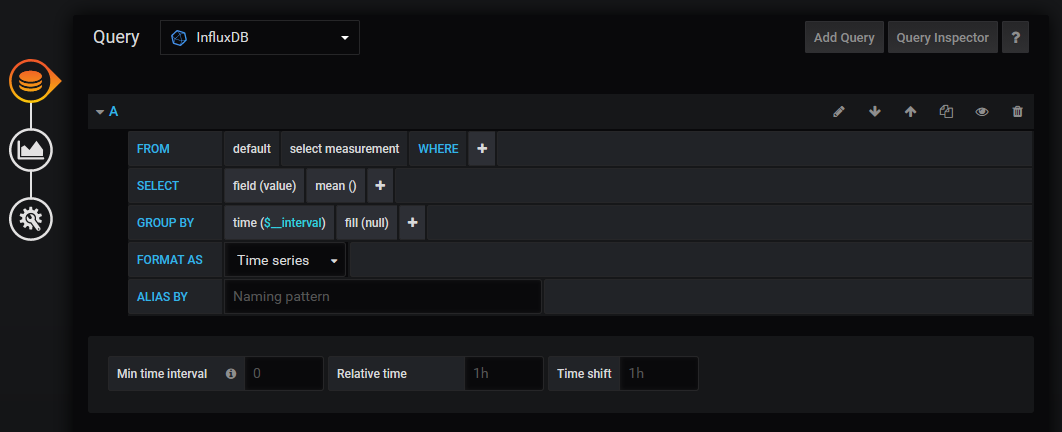 Query InfluxDB Add Query Query Inspector ?
A
FROM default select measurement WHERE +
SELECT field (value) mean () +
GROUP BY time ($__interval) fill (null) +
FORMAT AS Time series
ALIAS BY Naming pattern
Min time interval 0 Relative time 1h Time shift 1h